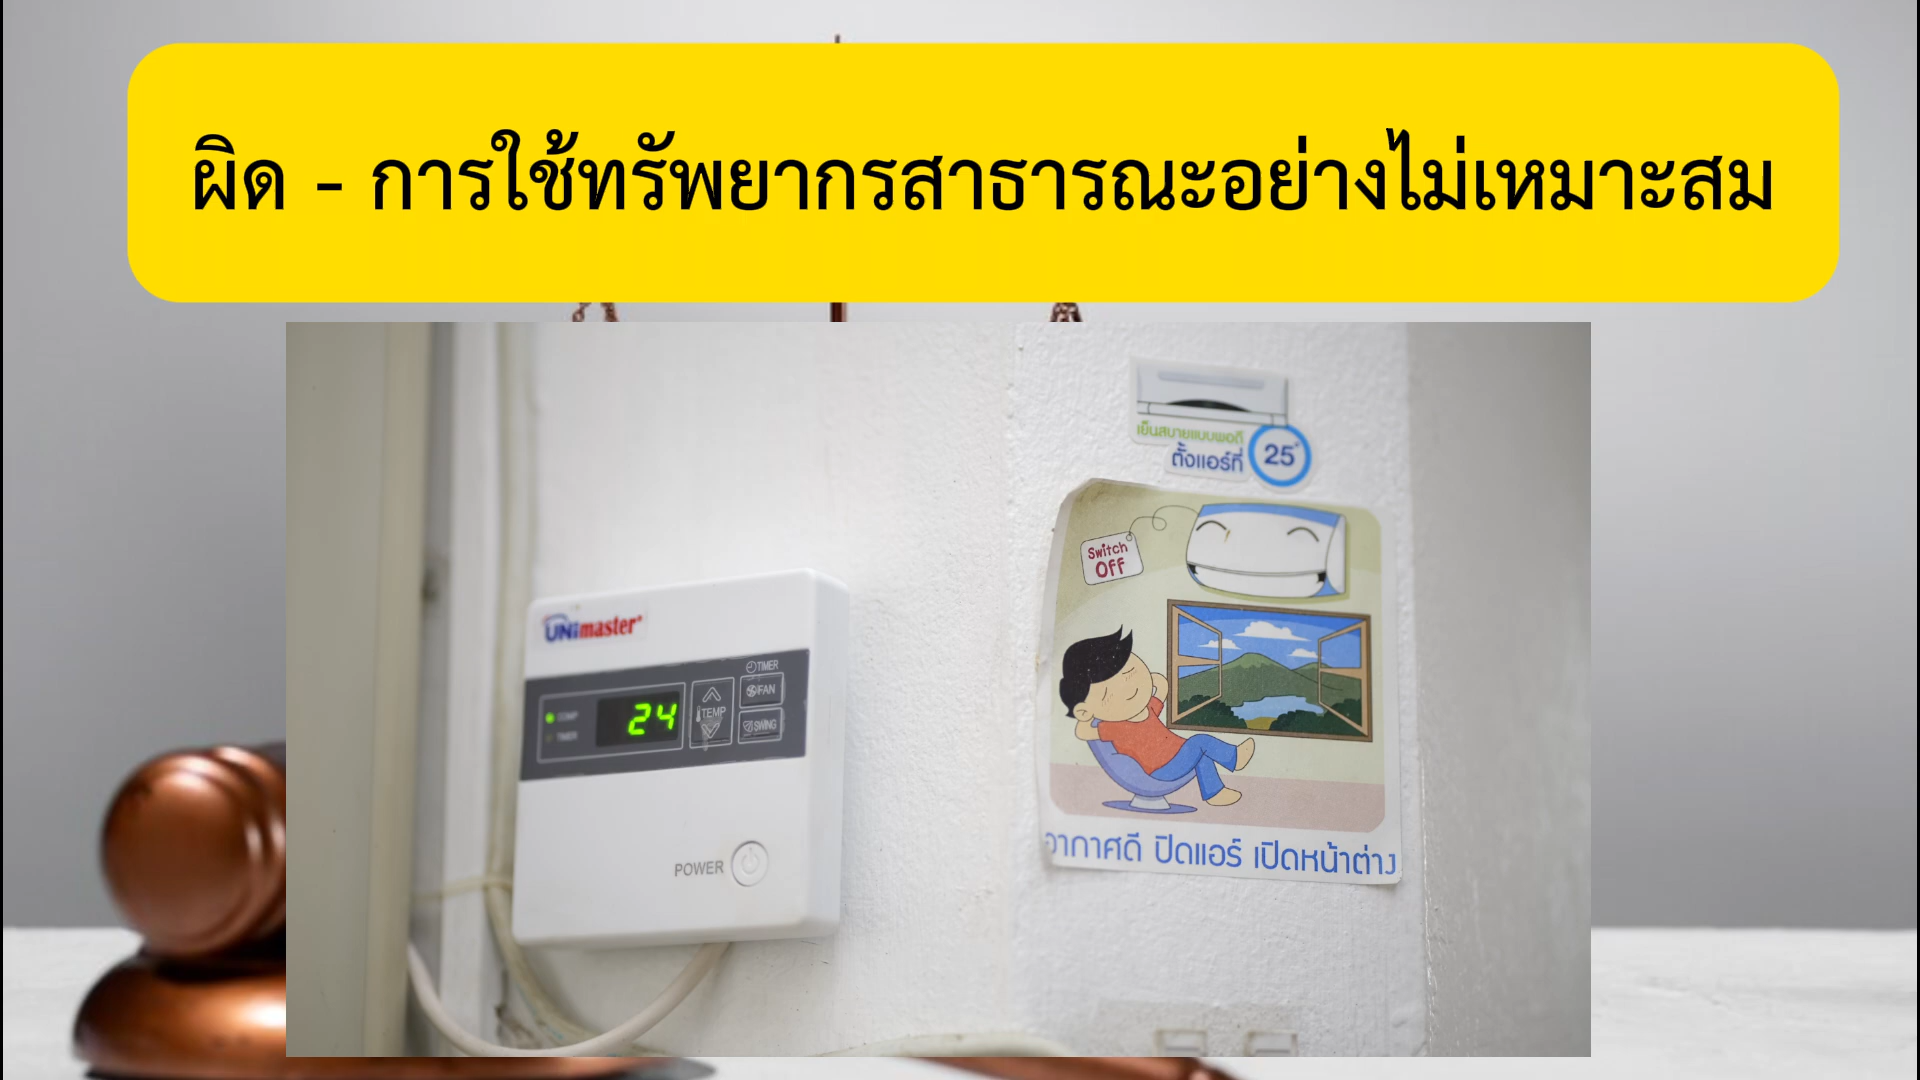 ผิด - การใช้ทรัพยากรสาธารณะอย่างไม่เหมาะสม
เย็นสบายแบบพอดี
ตั้งแอร์ที่ 25°
Switch
Off
UNimaster
TIMER
FAN
COMP
24
TEMP
TIMER
SWING
POWER
อากาศดี ปิดแอร์ เปิดหน้าต่าง